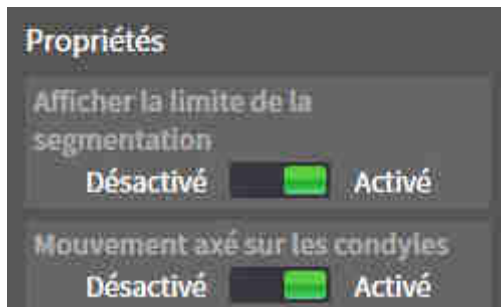 Propriétés
Afficher la limite de la
segmentation
Désactivé Activé
Mouvement axé sur les condyles
Désactivé Activé